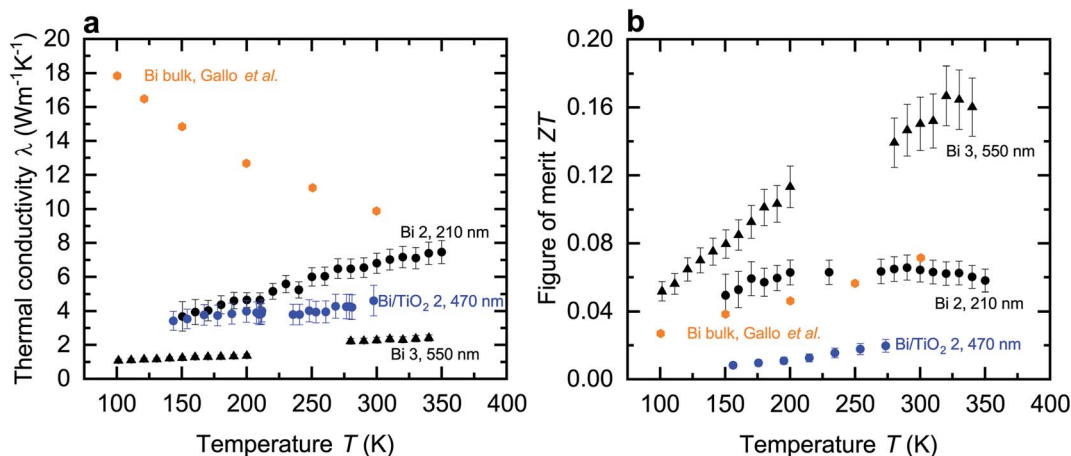 a
Thermal conductivity λ (Wm⁻¹K⁻¹)
20
18
16
14
12
10
8
6
4
2
0
Bi bulk, Gallo et al.
Bi 2, 210 nm
Bi/TiO₂ 2, 470 nm
Bi 3, 550 nm
100 150 200 250 300 350 400
Temperature T (K)
b
Figure of merit ZT
0.20
0.16
0.12
0.08
0.04
0.00
Bi 3, 550 nm
Bi 2, 210 nm
Bi bulk, Gallo et al.
Bi/TiO₂ 2, 470 nm
100 150 200 250 300 350 400
Temperature T (K)